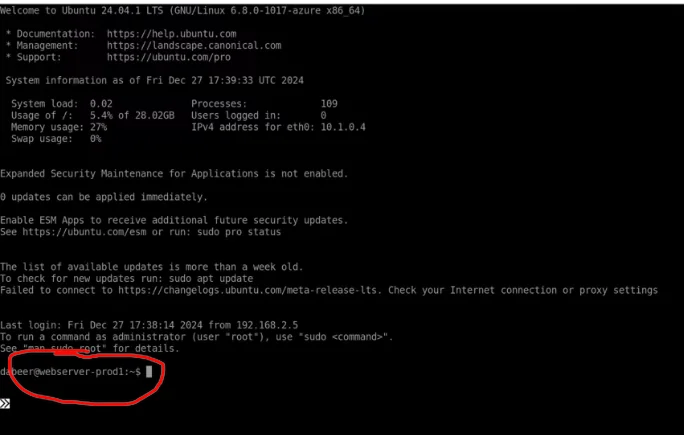 Welcome to Ubuntu 24.04.1 LTS (GNU/Linux 6.8.0-1017-azure x86_64)
* Documentation: https://help.ubuntu.com
* Management: https://landscape.canonical.com
* Support: https://ubuntu.com/pro
System information as of Fri Dec 27 17:39:33 UTC 2024
System load: 0.02 Processes: 109
Usage of /: 5.4% of 28.02GB Users logged in: 0
Memory usage: 27% IPv4 address for eth0: 10.1.0.4
Swap usage: 0%
Expanded Security Maintenance for Applications is not enabled.
0 updates can be applied immediately.
Enable ESM Apps to receive additional future security updates.
See https://ubuntu.com/esm or run: sudo pro status
The list of available updates is more than a week old.
To check for new updates run: sudo apt update
Failed to connect to https://changelogs.ubuntu.com/meta-release-lts. Check your Internet connection or proxy settings
Last login: Fri Dec 27 17:38:14 2024 from 192.168.2.5
To run a command as administrator (user "root"), use "sudo <command>".
See "man sudo_root" for details.
dabeer@webserver-prod1:~$